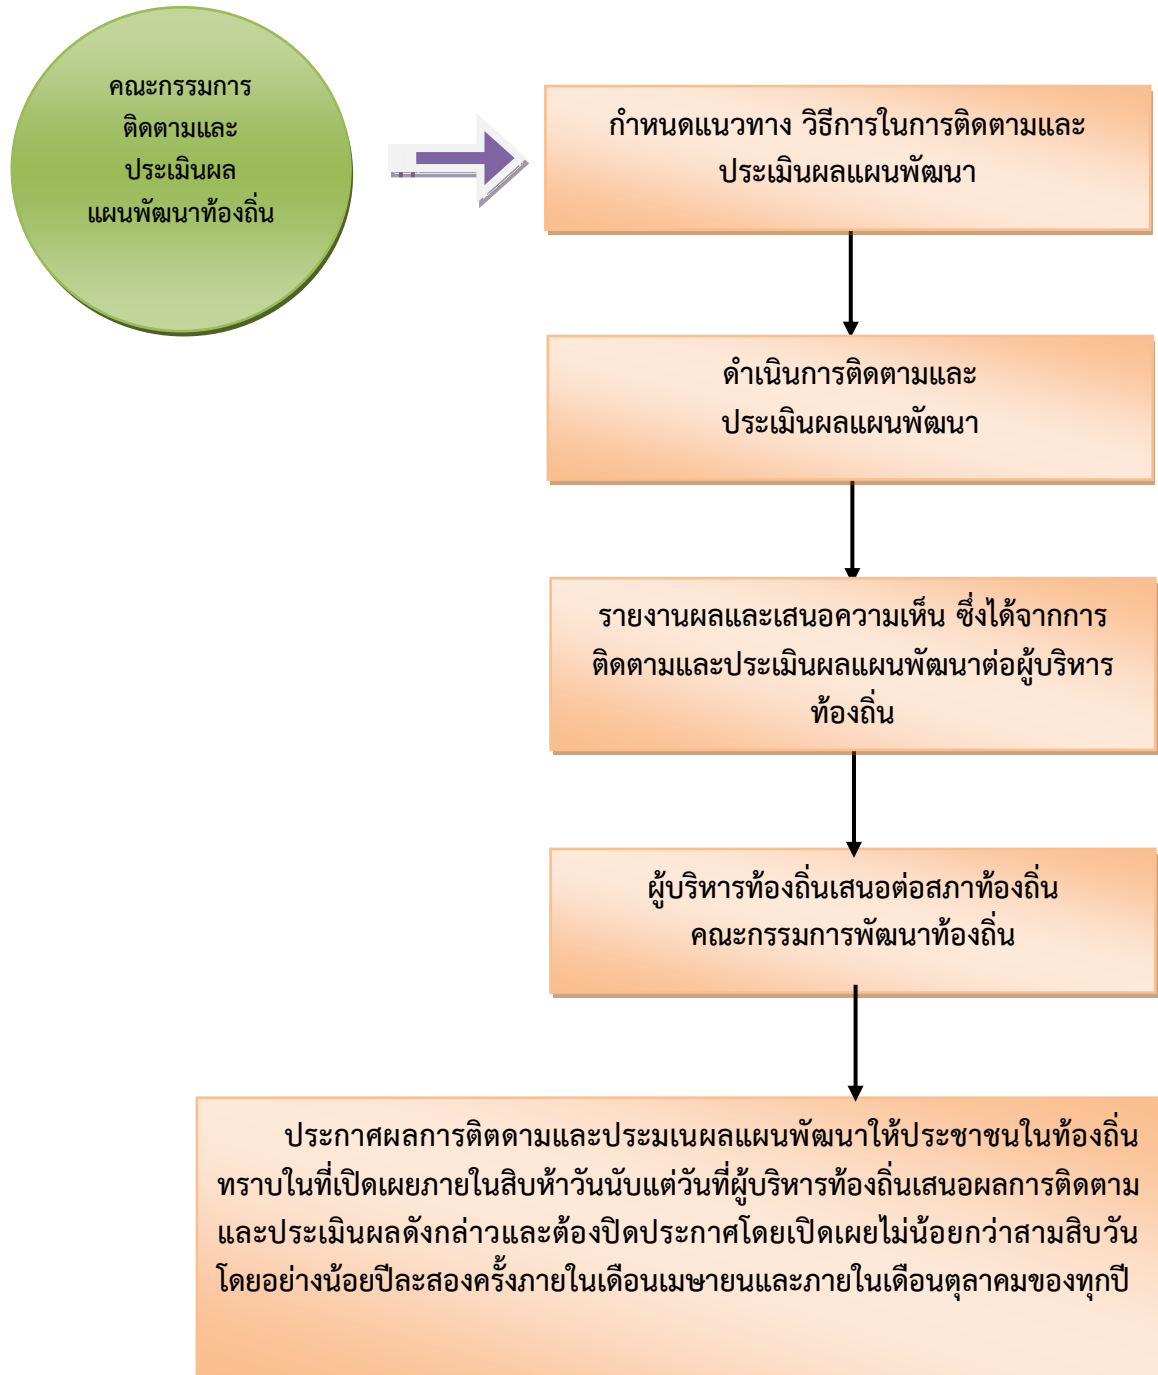 คณะกรรมการ
ติดตามและ
ประเมินผล
แผนพัฒนาท้องถิ่น
กำหนดแนวทาง วิธีการในการติดตามและ
ประเมินผลแผนพัฒนา
ดำเนินการติดตามและ
ประเมินผลแผนพัฒนา
รายงานผลและเสนอความเห็น ซึ่งได้จากการ
ติดตามและประเมินผลแผนพัฒนาต่อผู้บริหาร
ท้องถิ่น
ผู้บริหารท้องถิ่นเสนอต่อสภาท้องถิ่น
คณะกรรมการพัฒนาท้องถิ่น
ประกาศผลการติตดามและประมเนผลแผนพัฒนาให้ประชาชนในท้องถิ่น
ทราบในที่เปิดเผยภายในสิบห้าวันนับแต่วันที่ผู้บริหารท้องถิ่นเสนอผลการติดตาม
และประเมินผลดังกล่าวและต้องปิดประกาศโดยเปิดเผยไม่น้อยกว่าสามสิบวัน
โดยอย่างน้อยปีละสองครั้งภายในเดือนเมษายนและภายในเดือนตุลาคมของทุกปี